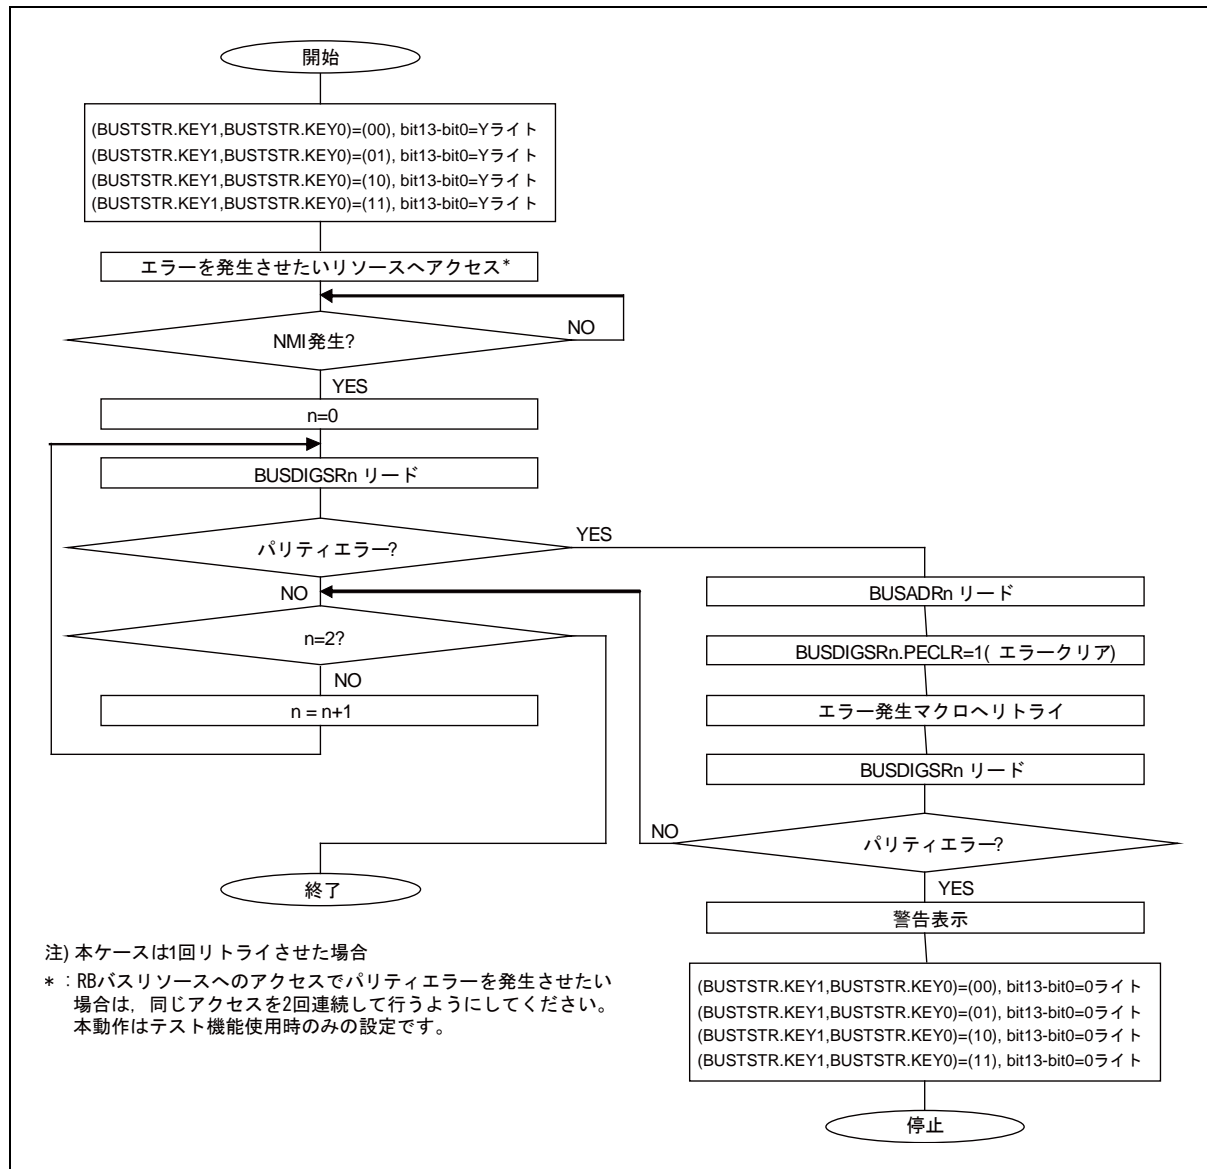 開始
(BUSTSTR.KEY1,BUSTSTR.KEY0)=(00), bit13-bit0=Yライト
(BUSTSTR.KEY1,BUSTSTR.KEY0)=(01), bit13-bit0=Yライト
(BUSTSTR.KEY1,BUSTSTR.KEY0)=(10), bit13-bit0=Yライト
(BUSTSTR.KEY1,BUSTSTR.KEY0)=(11), bit13-bit0=Yライト
エラーを発生させたいリソースへアクセス*
NMI発生?
NO
YES
n=0
BUSDIGSRn リード
パリティエラー?
YES
NO
n=2?
NO
n = n+1
終了
BUSADRn リード
BUSDIGSRn.PECLR=1( エラークリア)
エラー発生マクロへリトライ
BUSDIGSRn リード
パリティエラー?
NO
YES
警告表示
(BUSTSTR.KEY1,BUSTSTR.KEY0)=(00), bit13-bit0=0ライト
(BUSTSTR.KEY1,BUSTSTR.KEY0)=(01), bit13-bit0=0ライト
(BUSTSTR.KEY1,BUSTSTR.KEY0)=(10), bit13-bit0=0ライト
(BUSTSTR.KEY1,BUSTSTR.KEY0)=(11), bit13-bit0=0ライト
停止
注) 本ケースは1回リトライさせた場合
* : RBバスリソースへのアクセスでパリティエラーを発生させたい
場合は, 同じアクセスを2回連続して行うようにしてください。
本動作はテスト機能使用時のみの設定です。